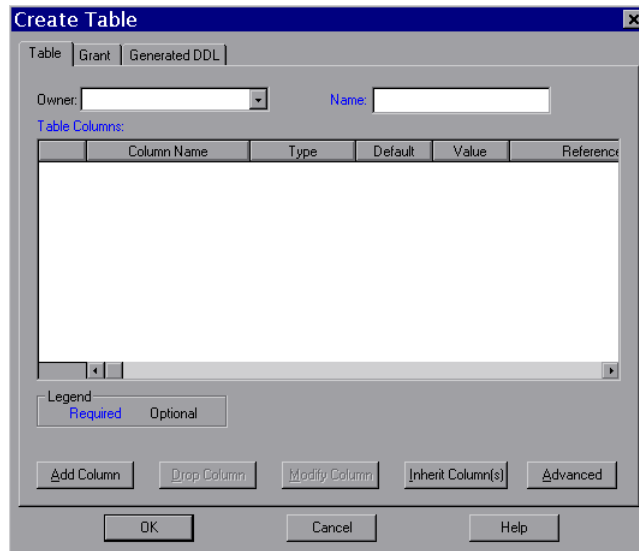 Create Table
Table Grant Generated DDL
Owner: Name:
Table Columns:
Column Name Type Default Value Reference
Legend
Required Optional
Add Column Drop Column Modify Column Inherit Column(s) Advanced
OK Cancel Help